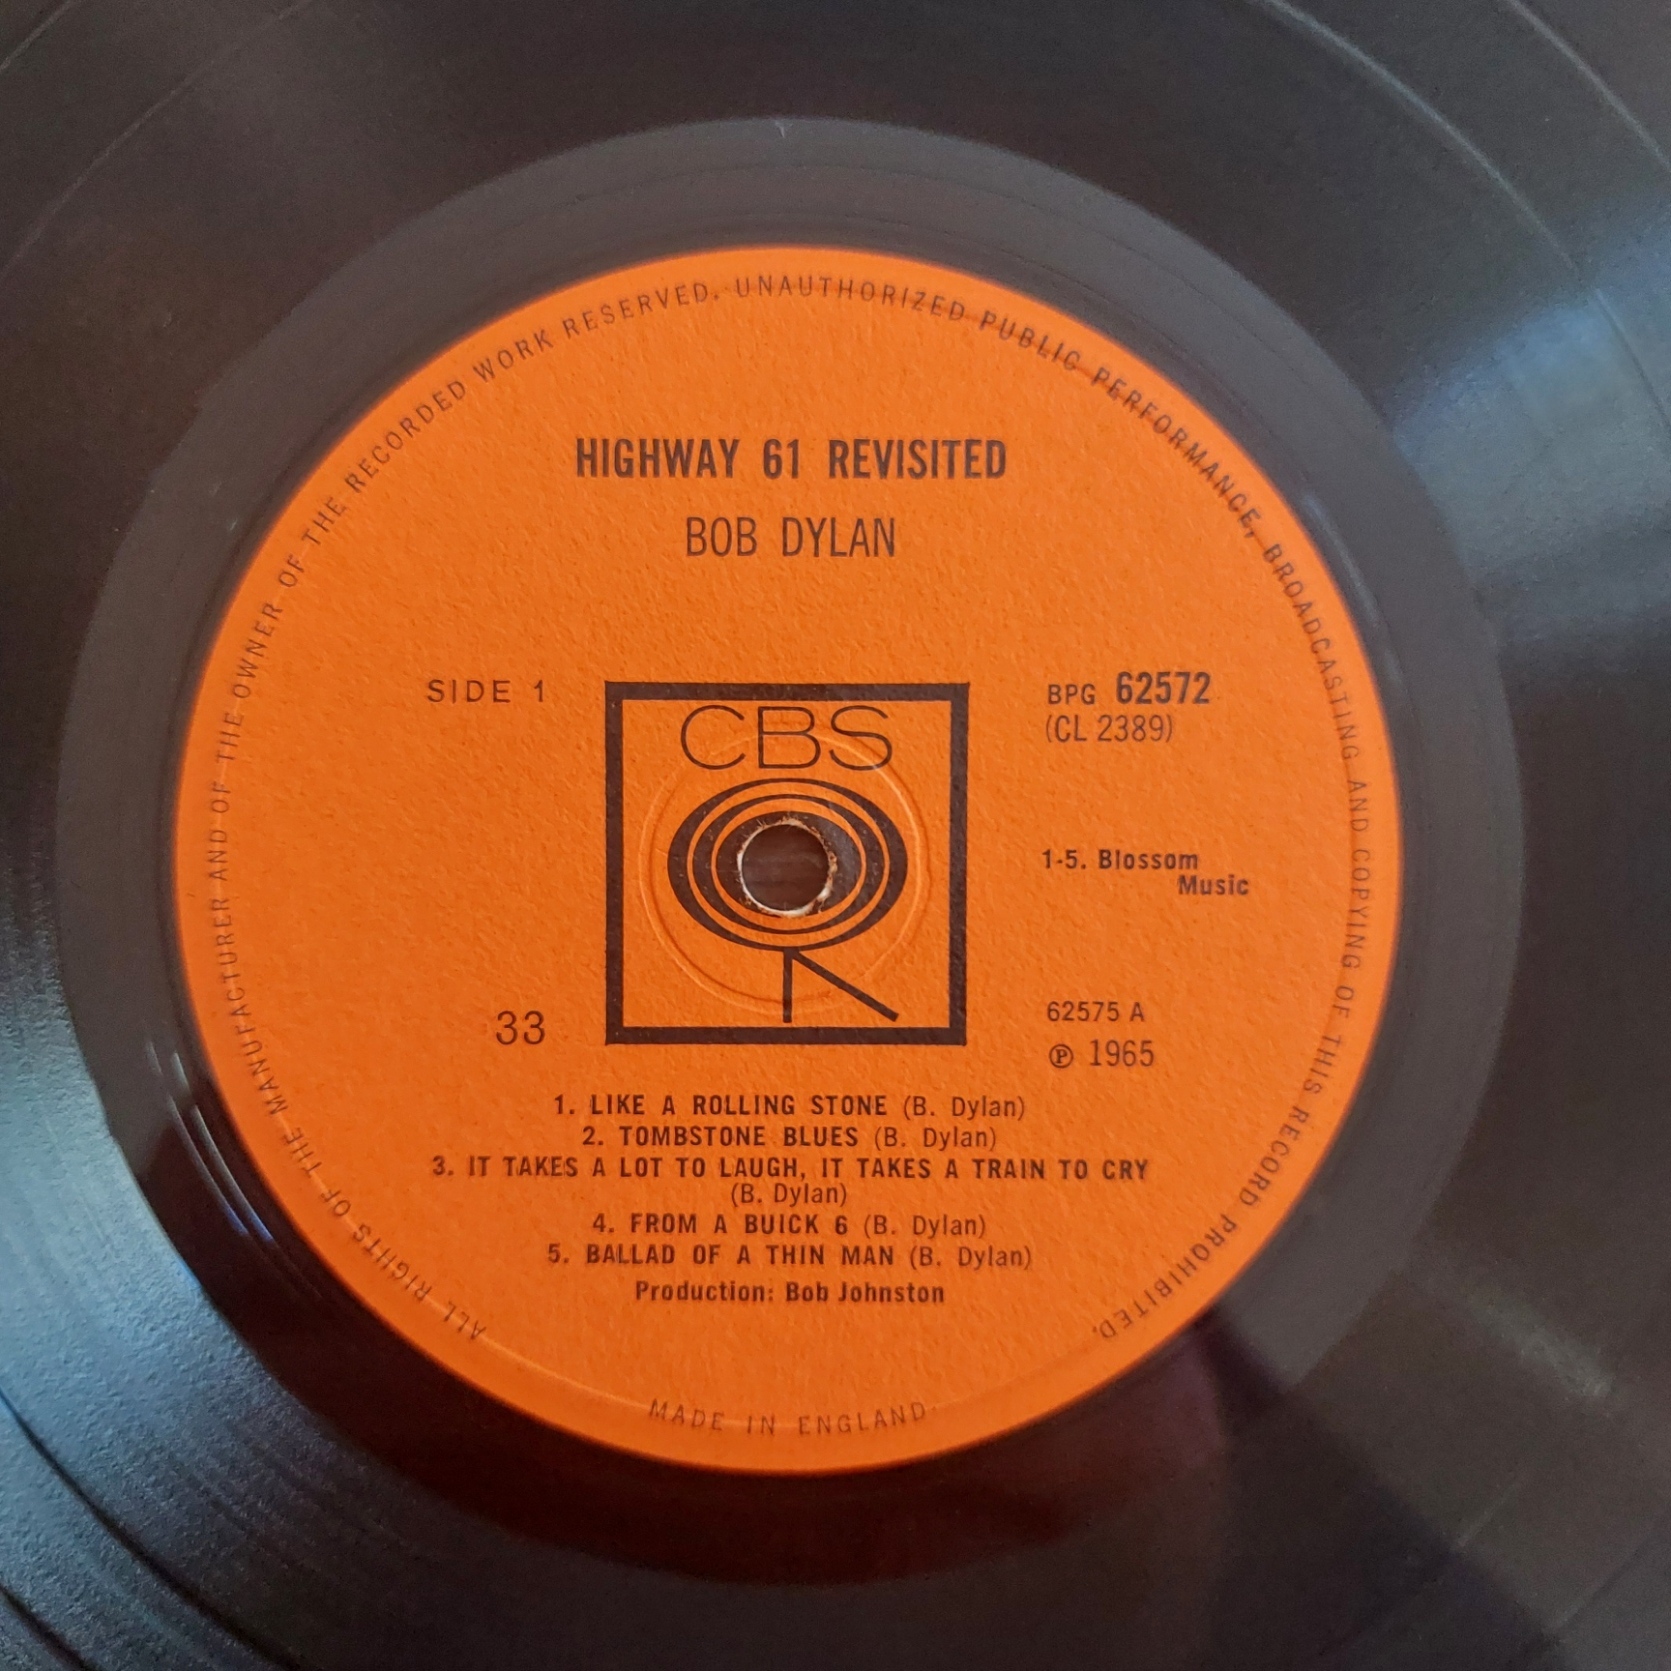 ALL RIGHTS OF THE MANUFACTURER AND OF THE OWNER OF THE RECORDED WORK RESERVED. UNAUTHORIZED PUBLIC PERFORMANCE, BROADCASTING AND COPYING OF THIS RECORD PROHIBITED.
HIGHWAY 61 REVISITED
BOB DYLAN
SIDE 1
CBS
BPG 62572
(CL 2389)
1-5. Blossom
Music
33
62575 A
℗ 1965
1. LIKE A ROLLING STONE (B. Dylan)
2. TOMBSTONE BLUES (B. Dylan)
3. IT TAKES A LOT TO LAUGH, IT TAKES A TRAIN TO CRY
(B. Dylan)
4. FROM A BUICK 6 (B. Dylan)
5. BALLAD OF A THIN MAN (B. Dylan)
Production: Bob Johnston
MADE IN ENGLAND